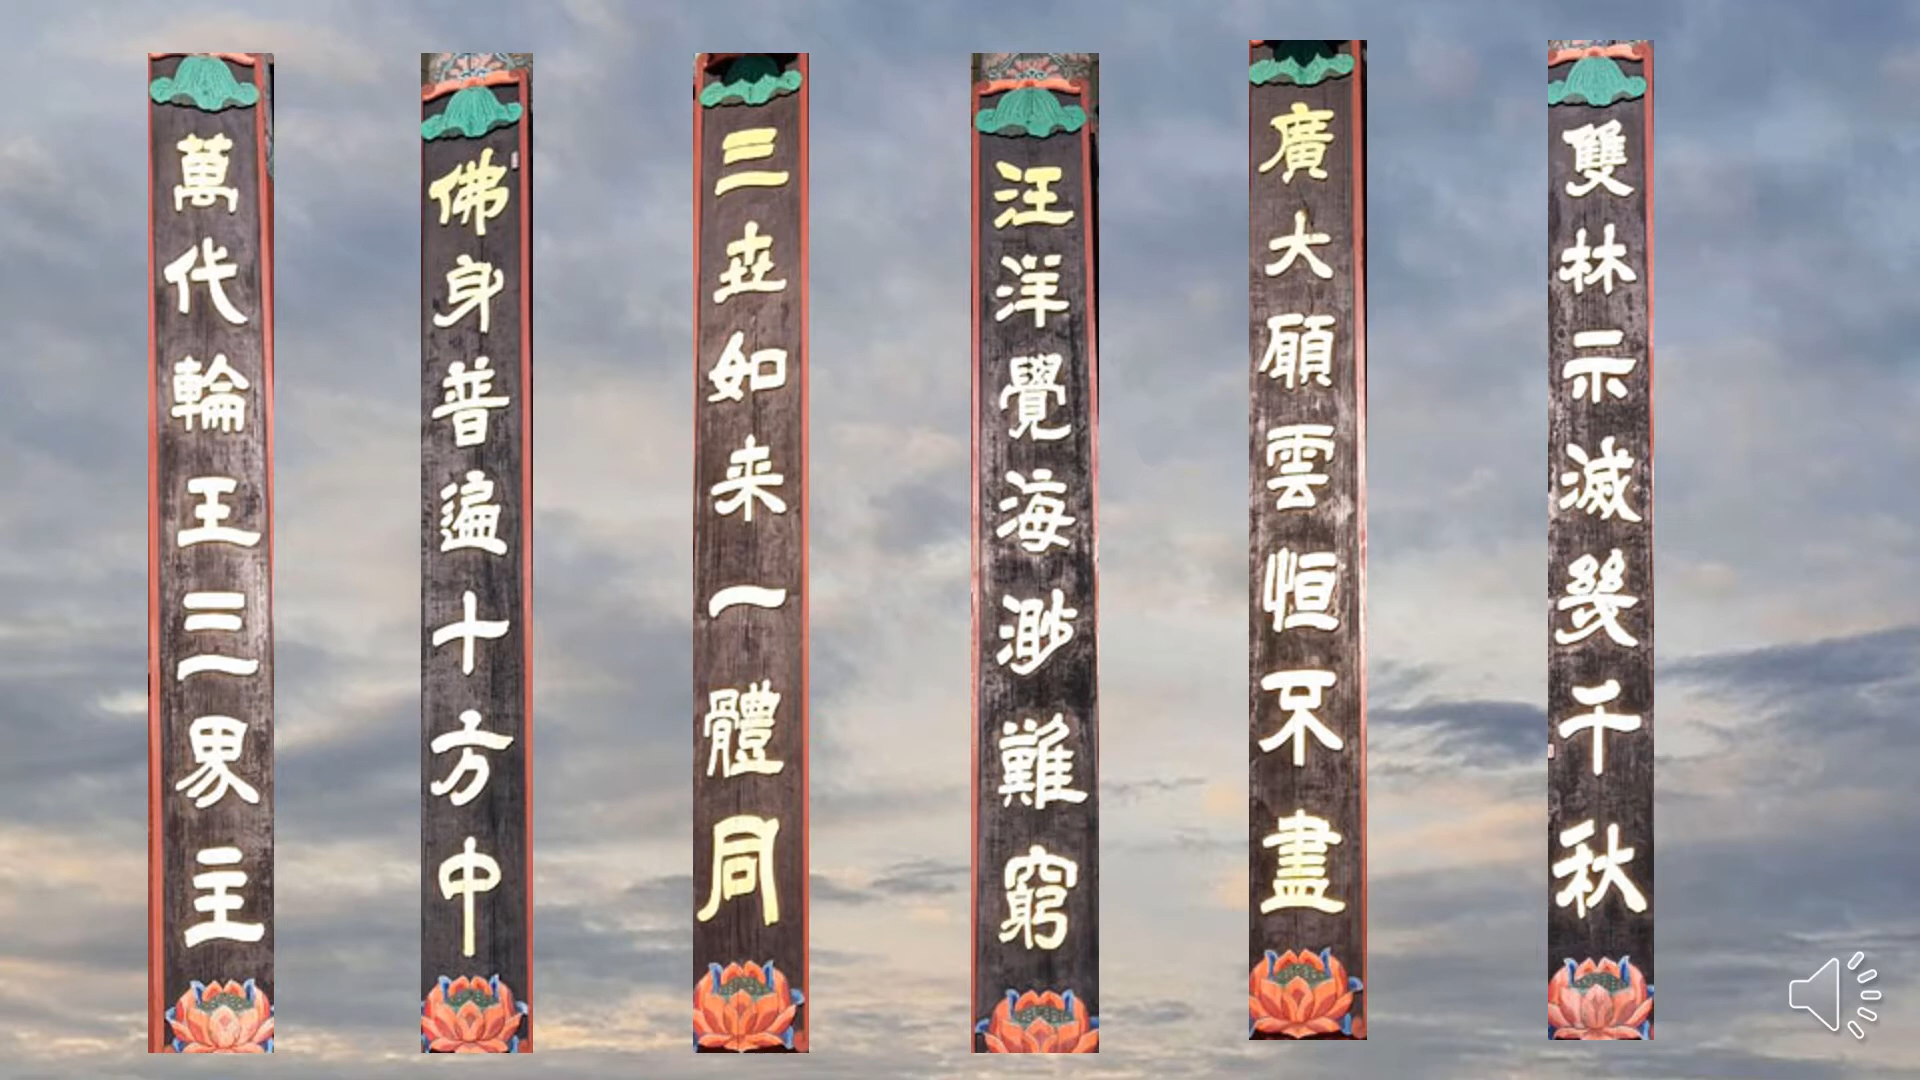 萬代輪王三界主
佛身普遍十方中
三世如来一體同
汪洋覺海渺難窮
廣大願雲恒不盡
雙林示滅幾千秋